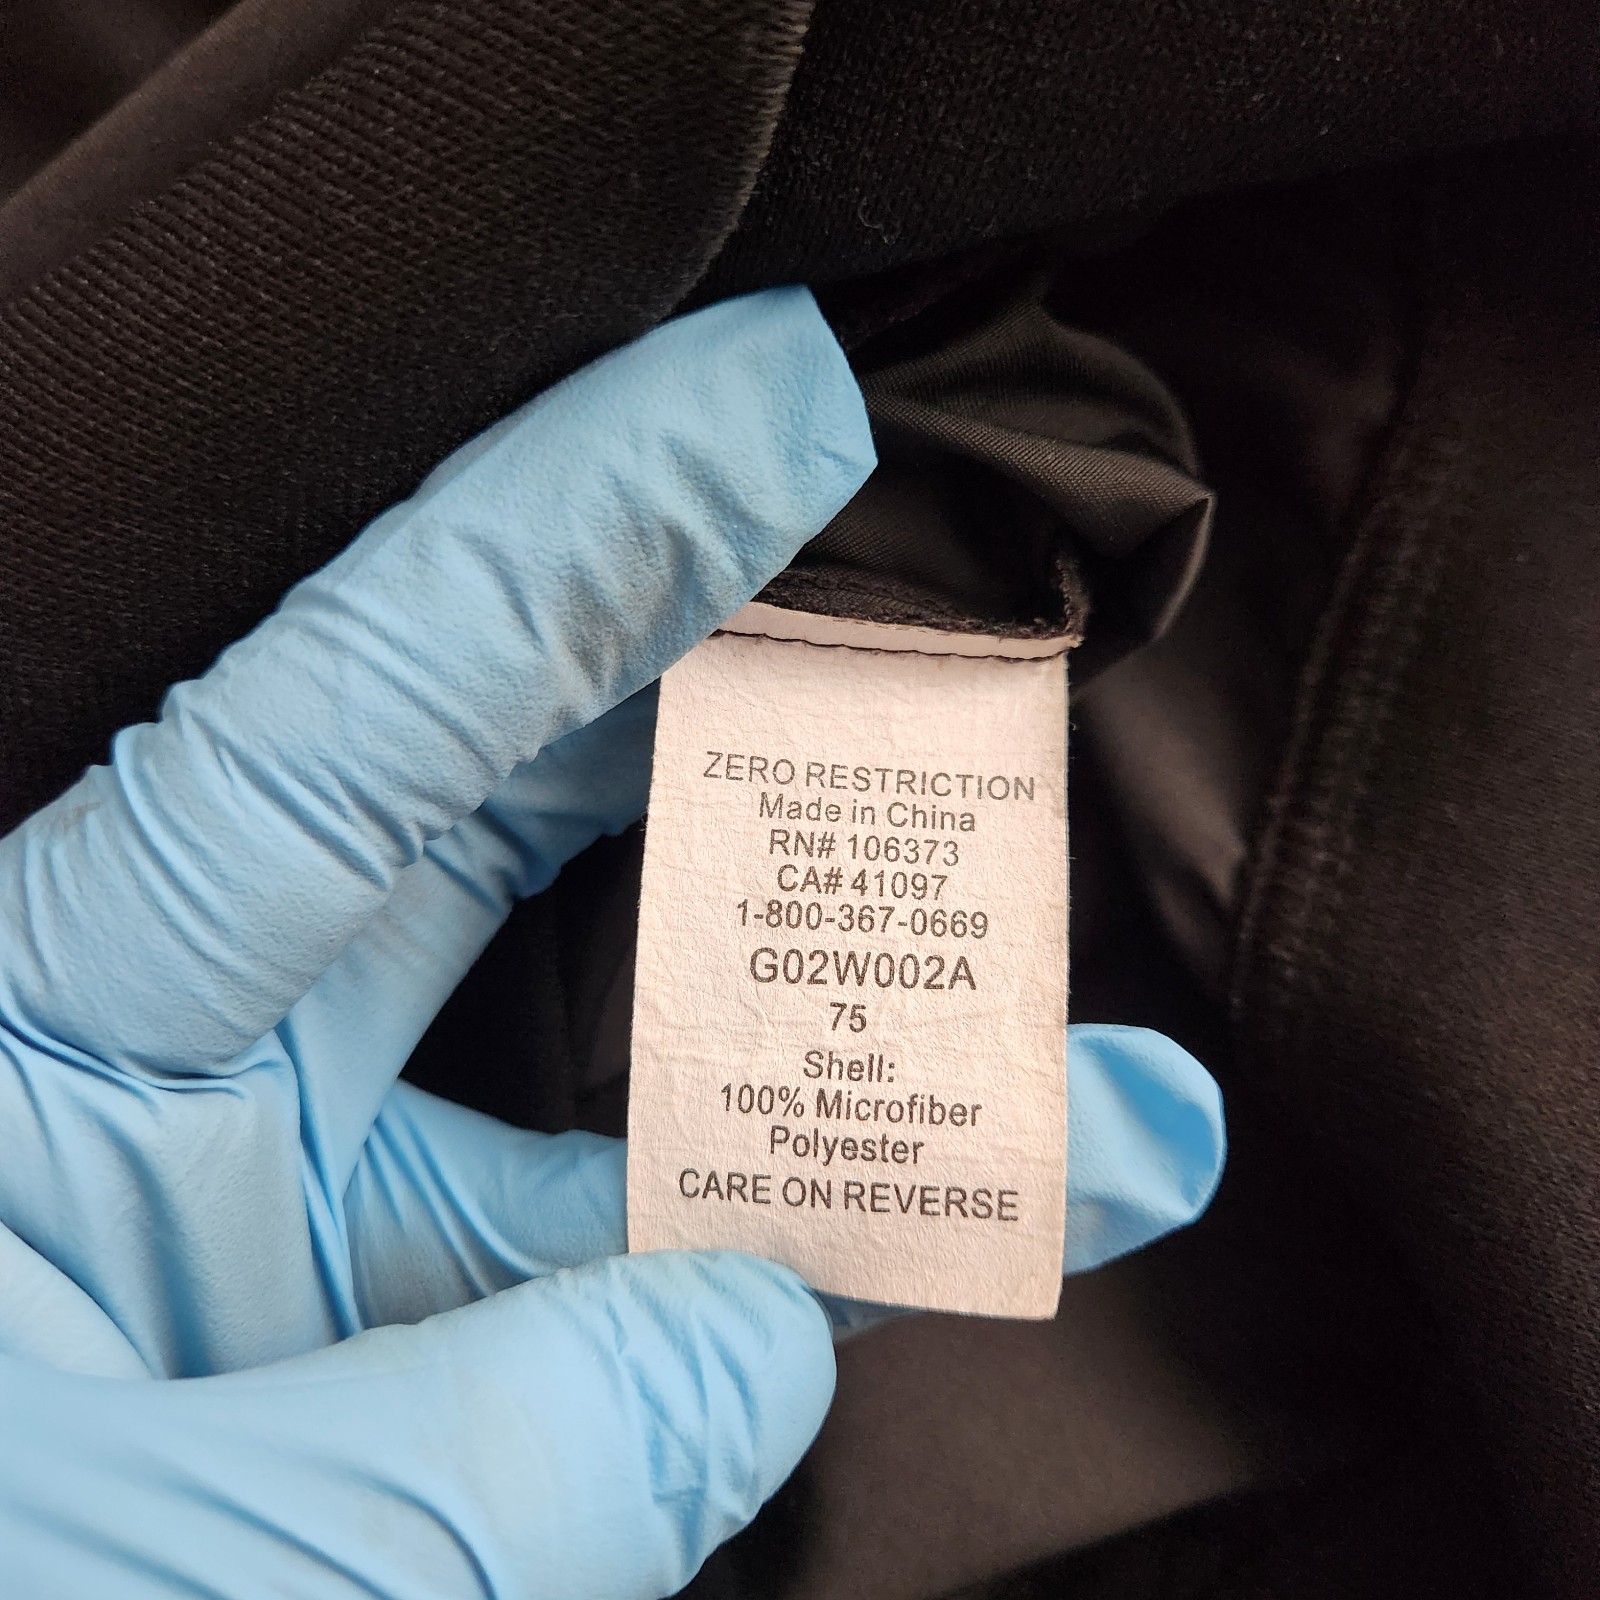 ZERO RESTRICTION
Made in China
RN# 106373
CA# 41097
1-800-367-0669
G02W002A
75
Shell:
100% Microfiber
Polyester
CARE ON REVERSE